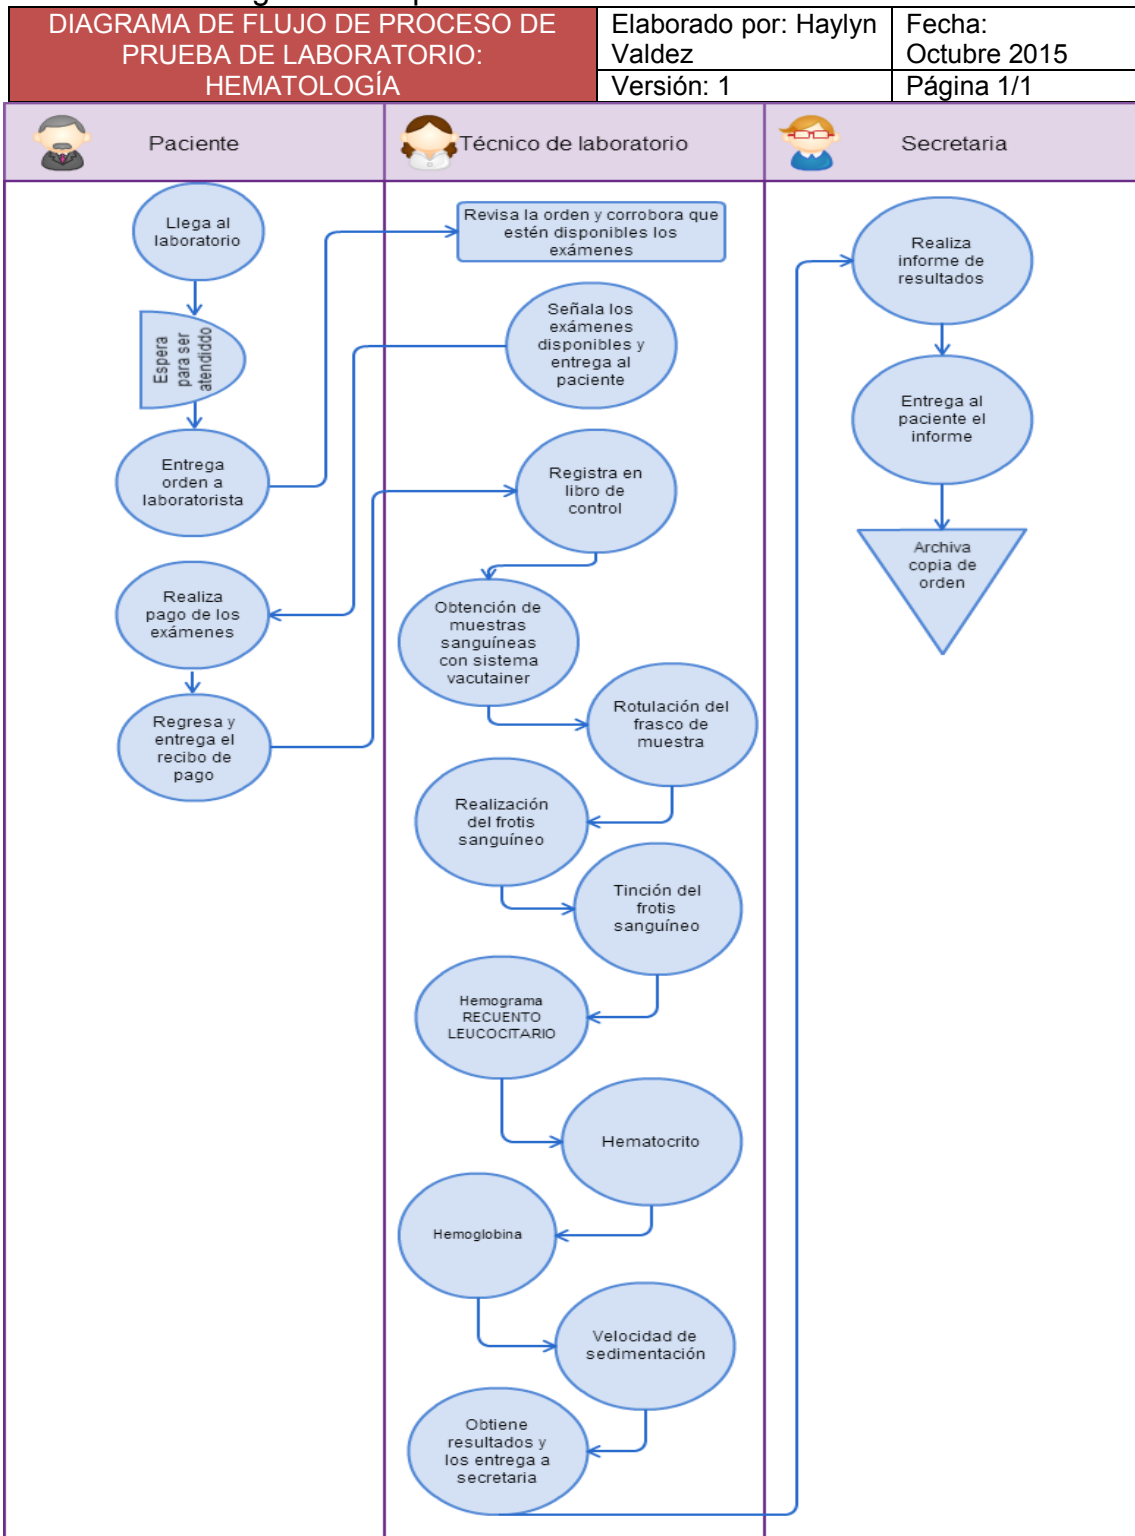 DIAGRAMA DE FLUJO DE PROCESO DE
PRUEBA DE LABORATORIO:
HEMATOLOGÍA
Elaborado por: Haylyn
Valdez
Fecha:
Octubre 2015
Versión: 1
Página 1/1
Paciente
Técnico de laboratorio
Secretaria
Llega al
laboratorio
Espera
para ser
atendiddo
Entrega
orden a
laboratorista
Realiza
pago de los
exámenes
Regresa y
entrega el
recibo de
pago
Revisa la orden y corrobora que
estén disponibles los
exámenes
Señala los
exámenes
disponibles y
entrega al
paciente
Registra en
libro de
control
Obtención de
muestras
sanguíneas
con sistema
vacutainer
Rotulación del
frasco de
muestra
Realización
del frotis
sanguíneo
Tinción del
frotis
sanguíneo
Hemograma
RECUENTO
LEUCOCITARIO
Hematocrito
Hemoglobina
Velocidad de
sedimentación
Obtiene
resultados y
los entrega a
secretaria
Realiza
informe de
resultados
Entrega al
paciente el
informe
Archiva
copia de
orden